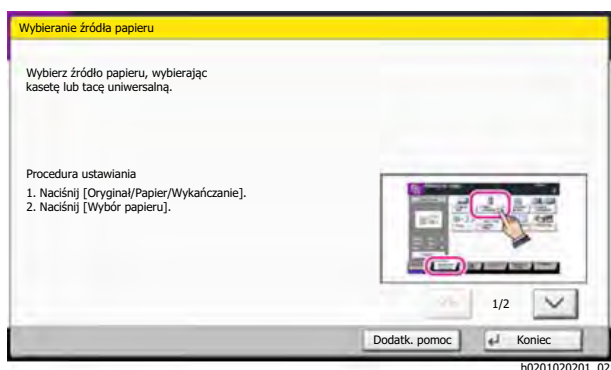 Wybieranie źródła papieru
Wybierz źródło papieru, wybierając
kasetę lub tacę uniwersalną.
Procedura ustawiania
1. Naciśnij [Oryginał/Papier/Wykańczanie].
2. Naciśnij [Wybór papieru].
1/2
Dodatk. pomoc
Koniec
h0201020201_02